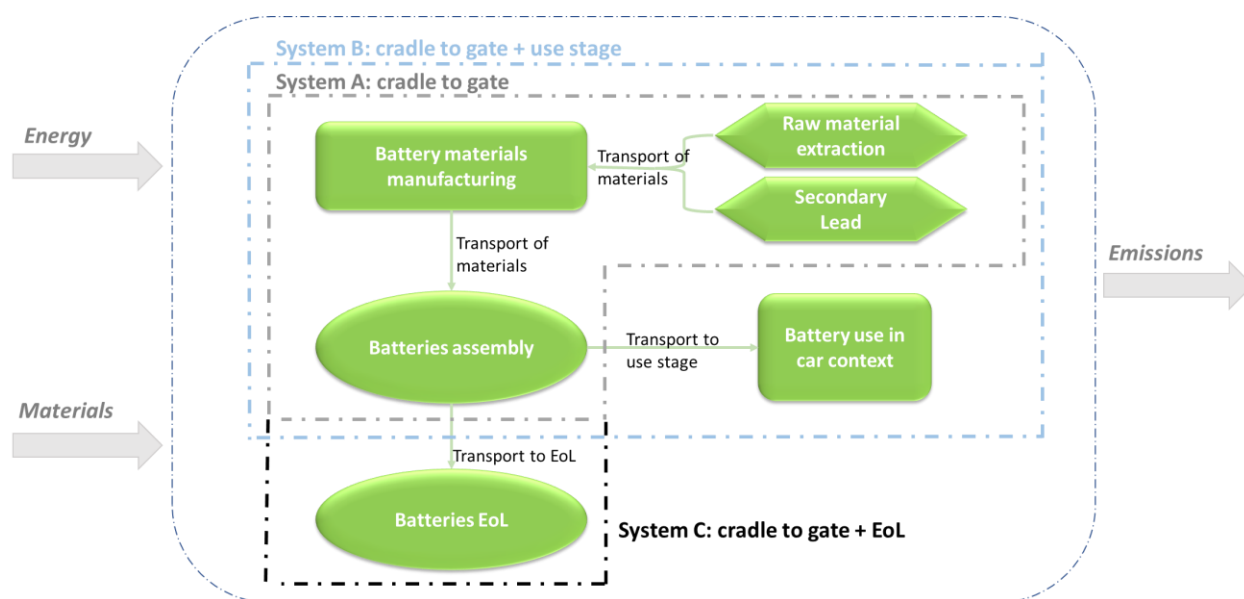 System B: cradle to gate + use stage
System A: cradle to gate
Energy
Battery materials
manufacturing
Transport of
materials
Raw material
extraction
Secondary
Lead
Transport of
materials
Emissions
Batteries assembly
Transport to
use stage
Battery use in
car context
Materials
Transport to EoL
Batteries EoL
System C: cradle to gate + EoL